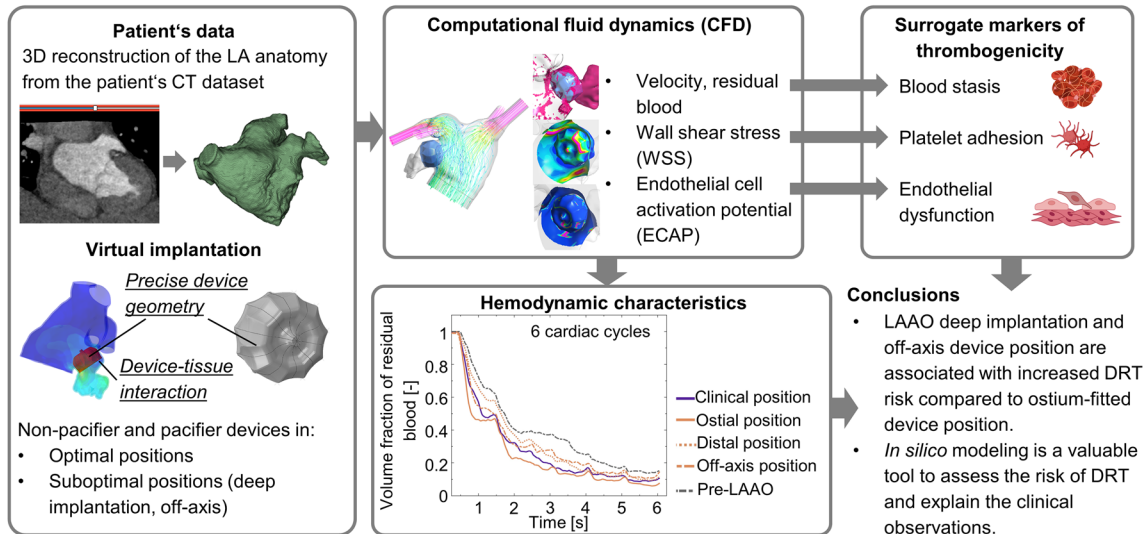 Patient‘s data
3D reconstruction of the LA anatomy
from the patient‘s CT dataset
Virtual implantation
Precise device
geometry
Device-tissue
interaction
Non-pacifier and pacifier devices in:
• Optimal positions
• Suboptimal positions (deep
implantation, off-axis)
Computational fluid dynamics (CFD)
• Velocity, residual
blood
• Wall shear stress
(WSS)
• Endothelial cell
activation potential
(ECAP)
Surrogate markers of
thrombogenicity
Blood stasis
Platelet adhesion
Endothelial
dysfunction
Hemodynamic characteristics
Volume fraction of residual
blood [-]
1
0.8
0.6
0.4
0.2
0
6 cardiac cycles
1 2 3 4 5 6
Time [s]
Clinical position
Ostial position
Distal position
Off-axis position
Pre-LAAO
Conclusions
• LAAO deep implantation and
off-axis device position are
associated with increased DRT
risk compared to ostium-fitted
device position.
• In silico modeling is a valuable
tool to assess the risk of DRT
and explain the clinical
observations.